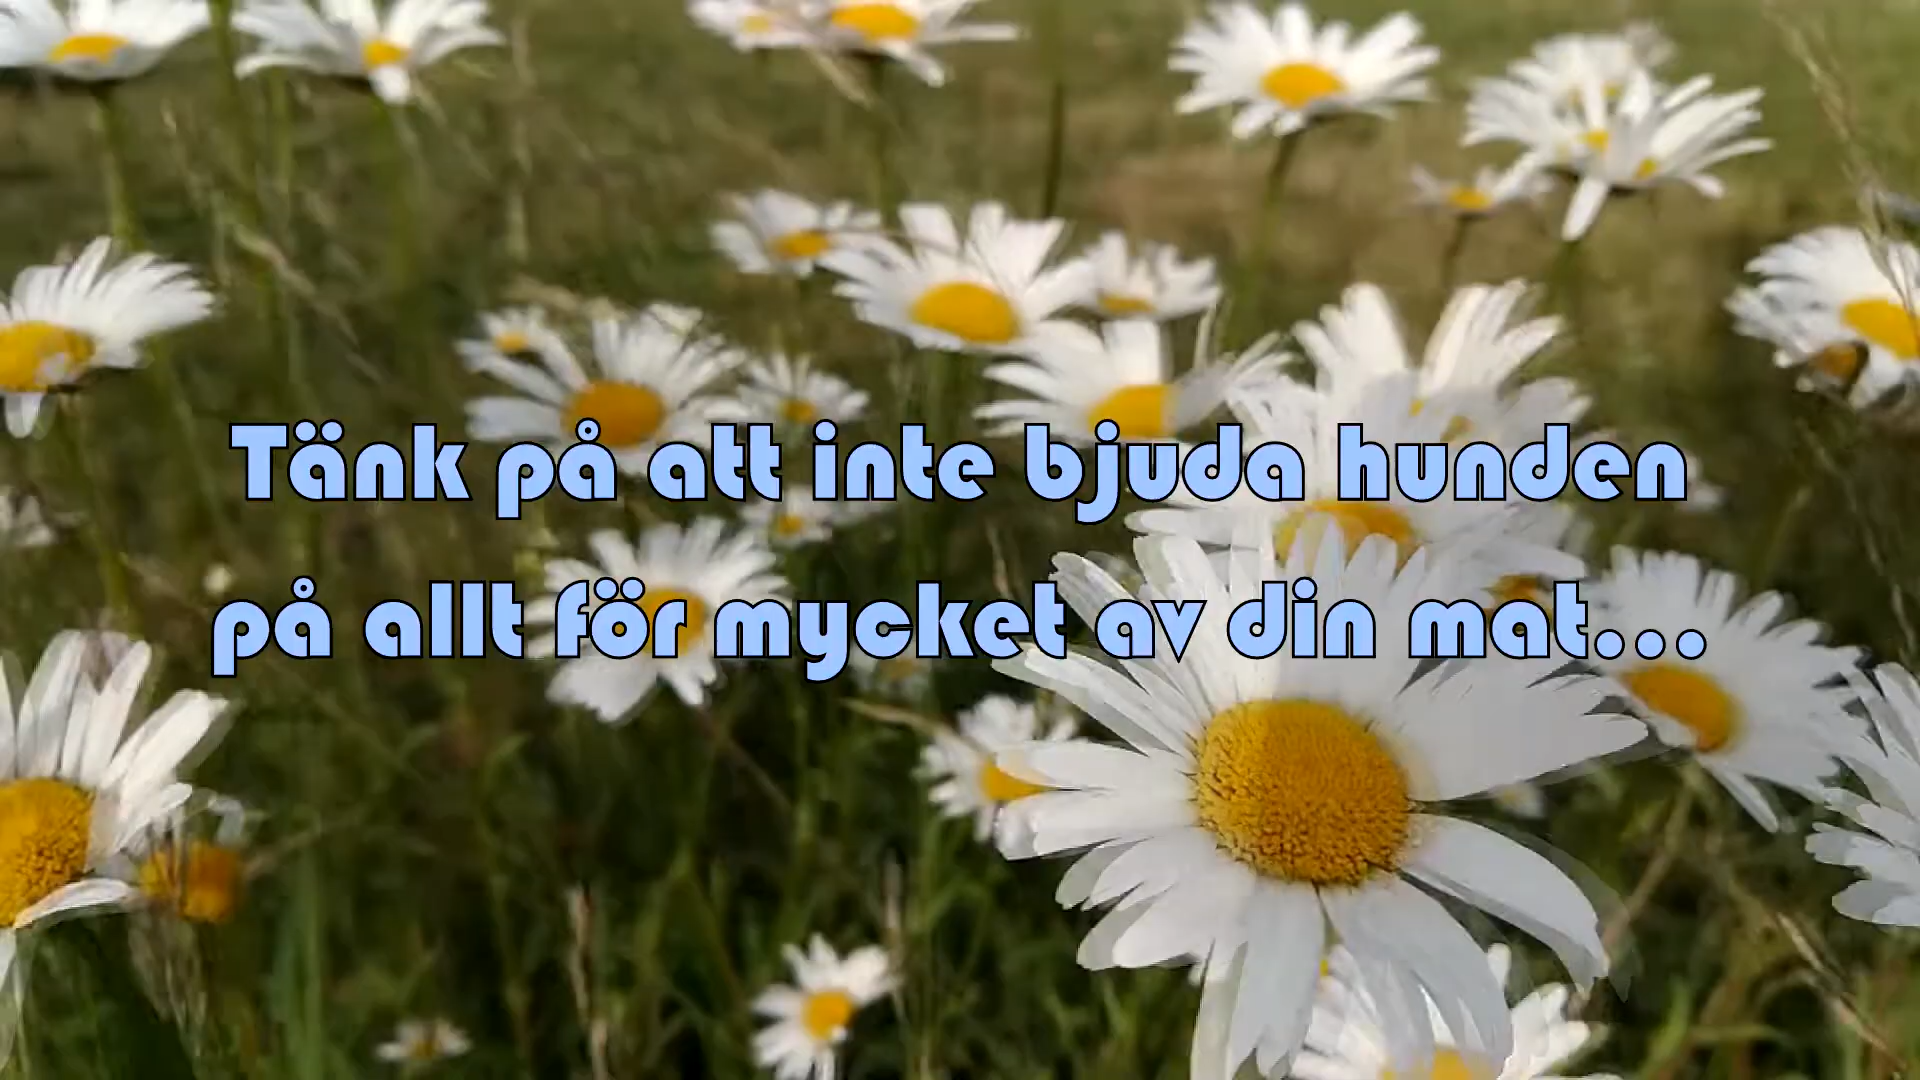 Tänk på att inte bjuda hunden
på allt för mycket av din mat...